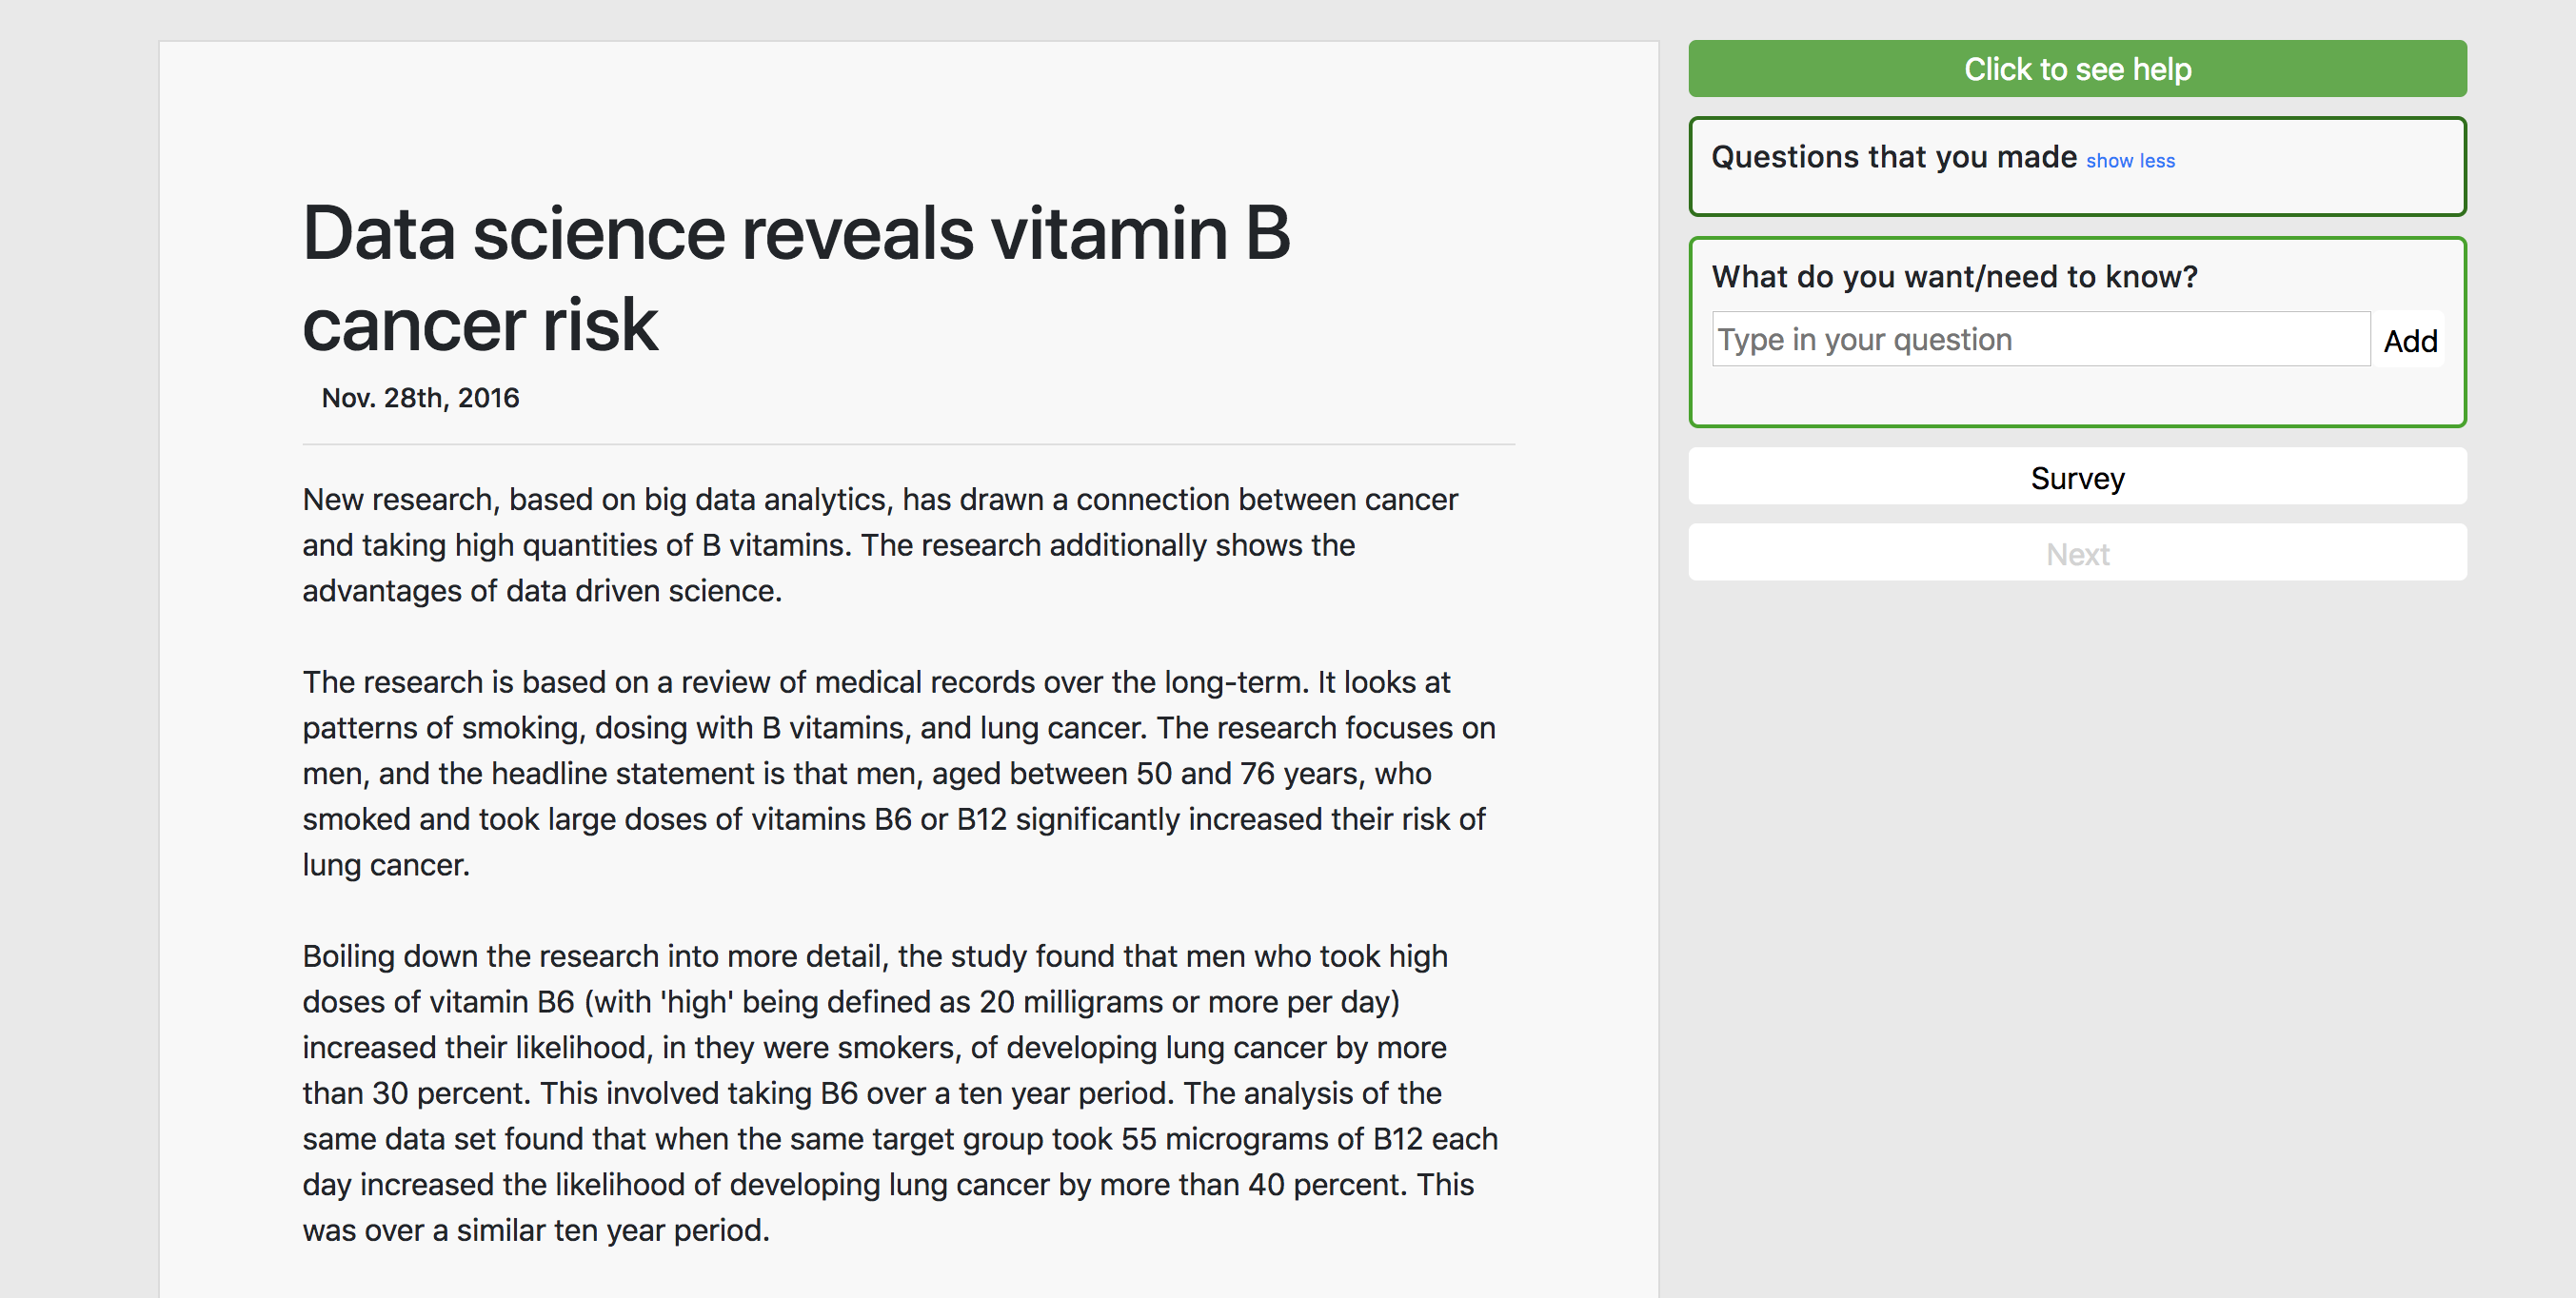 Data science reveals vitamin B
cancer risk
Nov. 28th, 2016
New research, based on big data analytics, has drawn a connection between cancer
and taking high quantities of B vitamins. The research additionally shows the
advantages of data driven science.
The research is based on a review of medical records over the long-term. It looks at
patterns of smoking, dosing with B vitamins, and lung cancer. The research focuses on
men, and the headline statement is that men, aged between 50 and 76 years, who
smoked and took large doses of vitamins B6 or B12 significantly increased their risk of
lung cancer.
Boiling down the research into more detail, the study found that men who took high
doses of vitamin B6 (with 'high' being defined as 20 milligrams or more per day)
increased their likelihood, in they were smokers, of developing lung cancer by more
than 30 percent. This involved taking B6 over a ten year period. The analysis of the
same data set found that when the same target group took 55 micrograms of B12 each
day increased the likelihood of developing lung cancer by more than 40 percent. This
was over a similar ten year period.
Click to see help
Questions that you made show less
What do you want/need to know?
Type in your question Add
Survey
Next